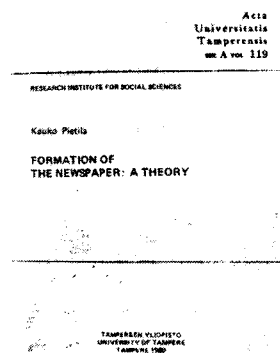 Acta
Universitatis
Tamperensis
SER. A VOL. 119
RESEARCH INSTITUTE FOR SOCIAL SCIENCES
Kauko Pietila
FORMATION OF
THE NEWSPAPER: A THEORY
TAMPEREEN YLIOPISTO
UNIVERSITY OF TAMPERE
TAMPERE 1980